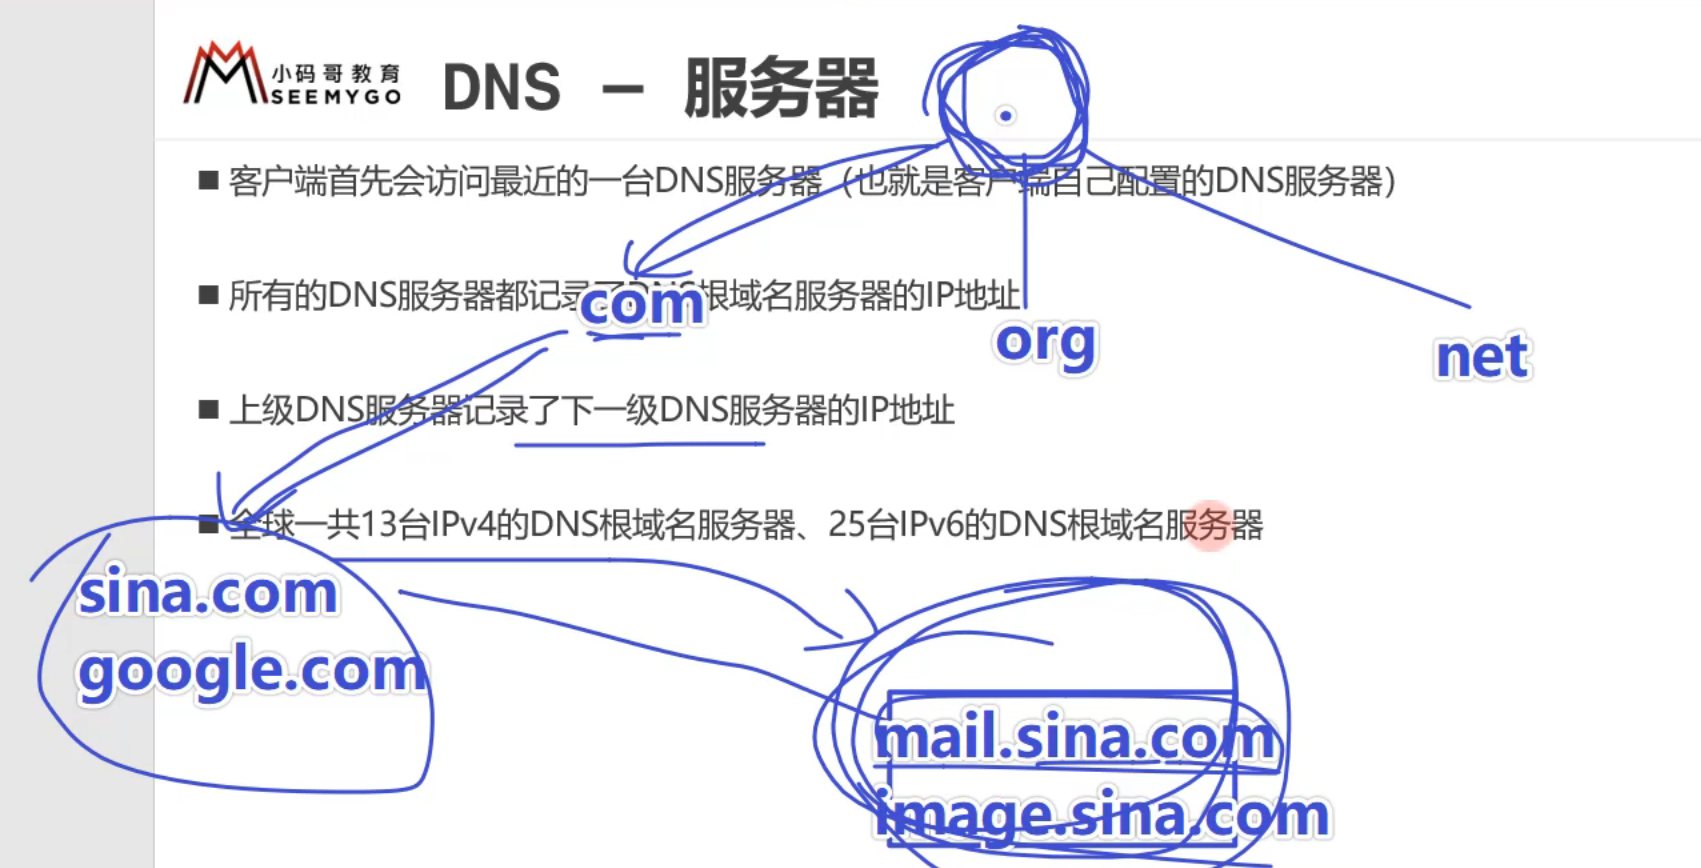 小码哥教育
SEEMYGO
DNS – 服务器
■ 客户端首先会访问最近的一台DNS服务器（也就是客户端自己配置的DNS服务器）
■ 所有的DNS服务器都记录了DNS根域名服务器的IP地址
com
org
net
■ 上级DNS服务器记录了下一级DNS服务器的IP地址
■ 全球一共13台IPv4的DNS根域名服务器、25台IPv6的DNS根域名服务器
sina.com
google.com
mail.sina.com
image.sina.com